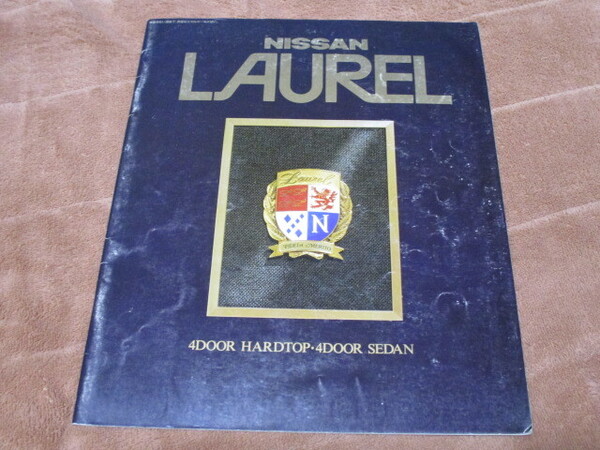 NISSAN
LAUREL
Laurel
N
4DOOR HARDTOP·4DOOR SEDAN